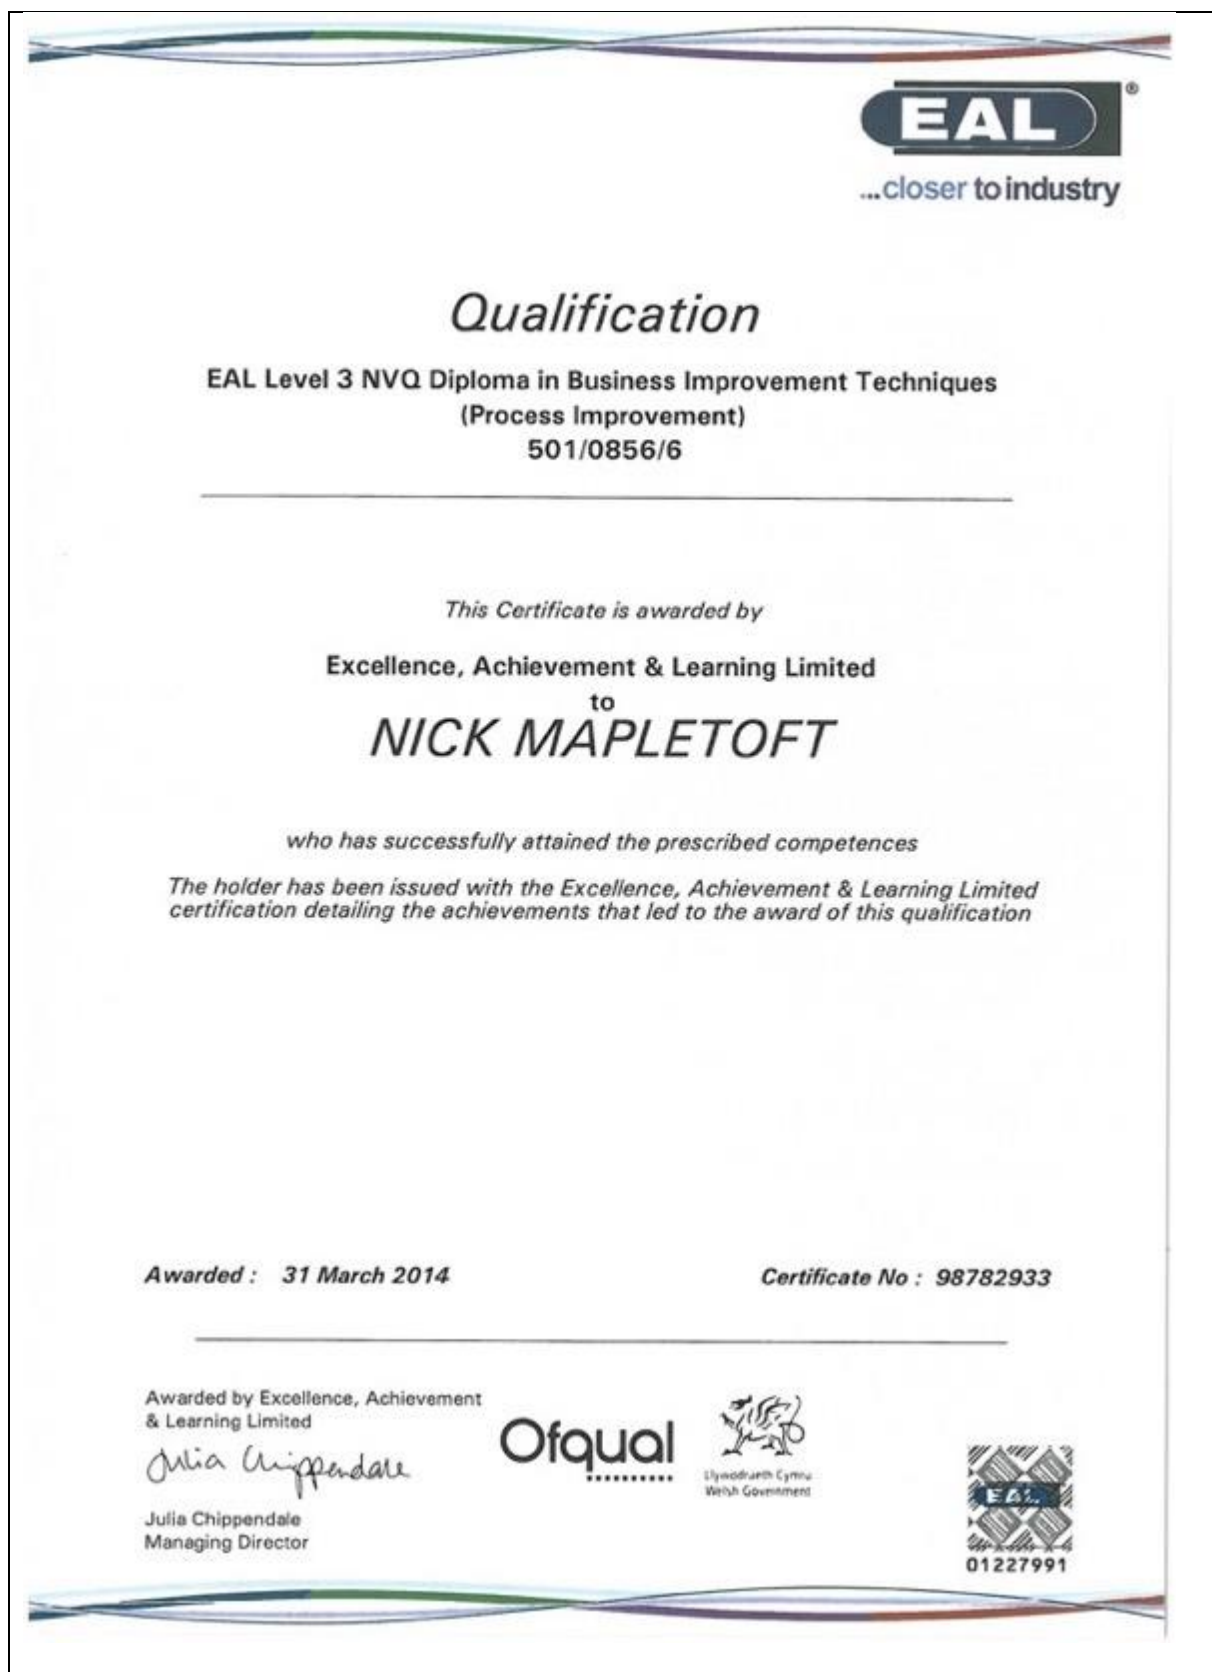 EAL®
...closer to industry
Qualification
EAL Level 3 NVQ Diploma in Business Improvement Techniques
(Process Improvement)
501/0856/6
This Certificate is awarded by
Excellence, Achievement & Learning Limited
to
NICK MAPLETOFT
who has successfully attained the prescribed competences
The holder has been issued with the Excellence, Achievement & Learning Limited
certification detailing the achievements that led to the award of this qualification
Awarded : 31 March 2014
Certificate No : 98782933
Awarded by Excellence, Achievement
& Learning Limited
Julia Chippendale
Julia Chippendale
Managing Director
Ofqual
Llywodraeth Cymru
Welsh Government
EAL
01227991